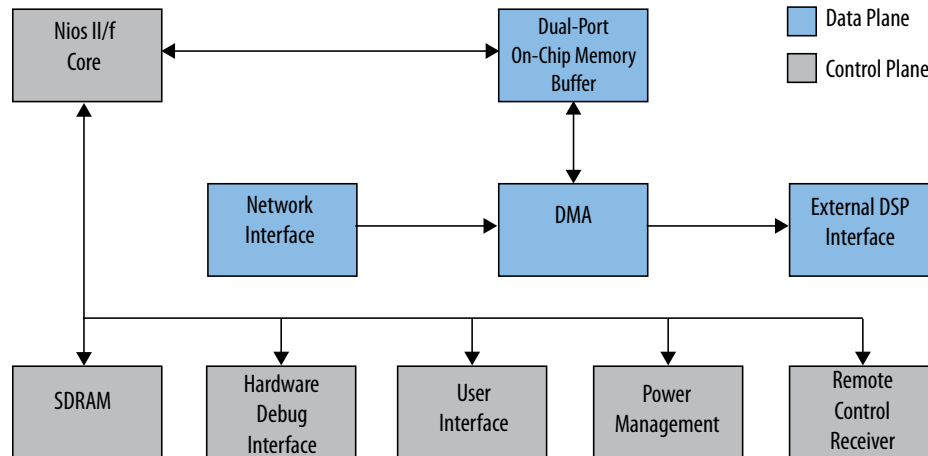 Nios II/f
Core
Dual-Port
On-Chip Memory
Buffer
Data Plane
Control Plane
Network
Interface
DMA
External DSP
Interface
SDRAM
Hardware
Debug
Interface
User
Interface
Power
Management
Remote
Control
Receiver